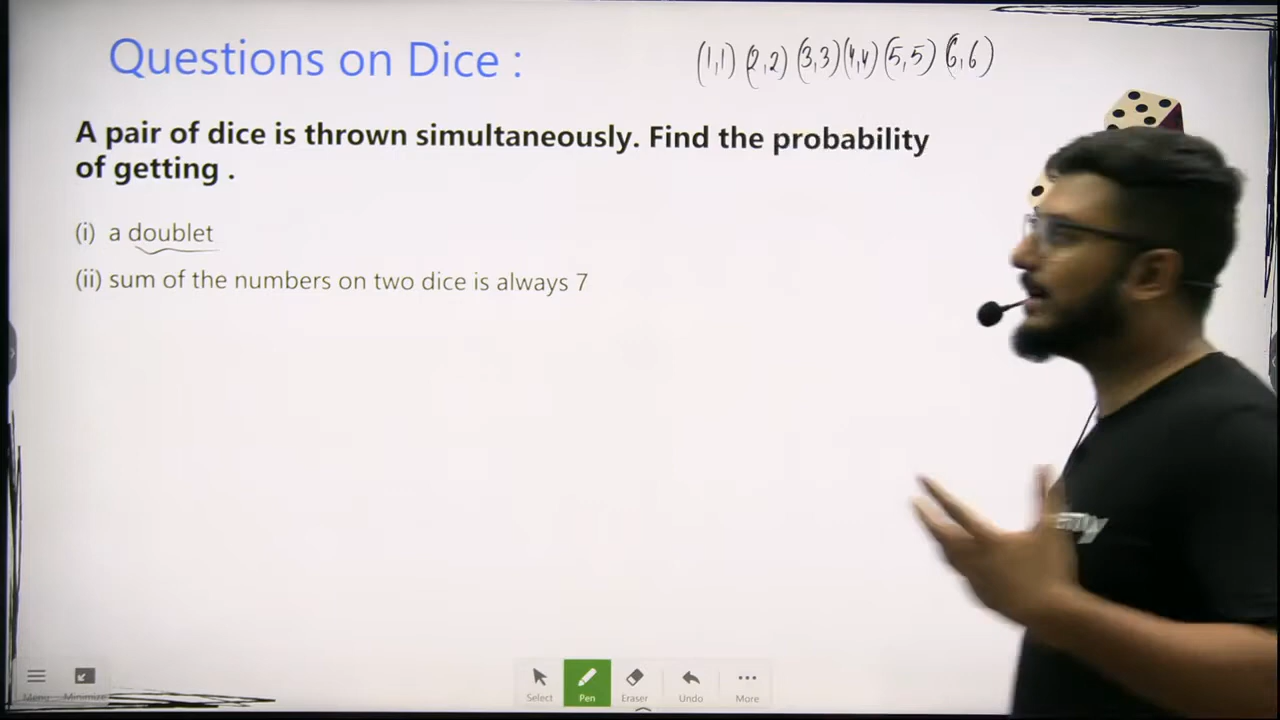 Questions on Dice :
(1,1) (2,2) (3,3) (4,4) (5,5) (6,6)
A pair of dice is thrown simultaneously. Find the probability
of getting .
(i) a doublet
(ii) sum of the numbers on two dice is always 7
Menu
Minimize
Select
Pen
Eraser
Undo
More